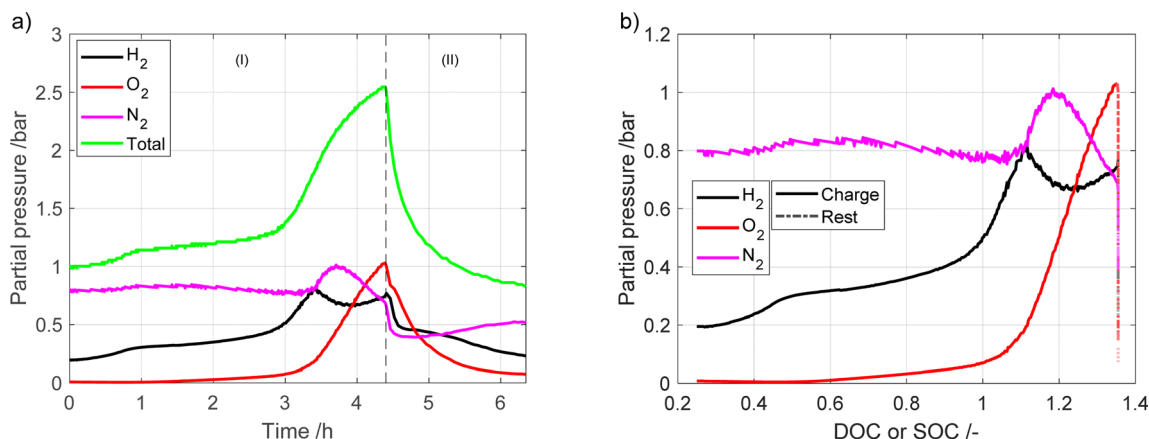 a)
3
2.5
2
1.5
1
0.5
0
Partial pressure /bar
H2
O2
N2
Total
(I)
(II)
0 1 2 3 4 5 6
Time /h
b)
1.2
1
0.8
0.6
0.4
0.2
0
Partial pressure /bar
H2
O2
N2
Charge
Rest
0.2 0.4 0.6 0.8 1 1.2 1.4
DOC or SOC /-